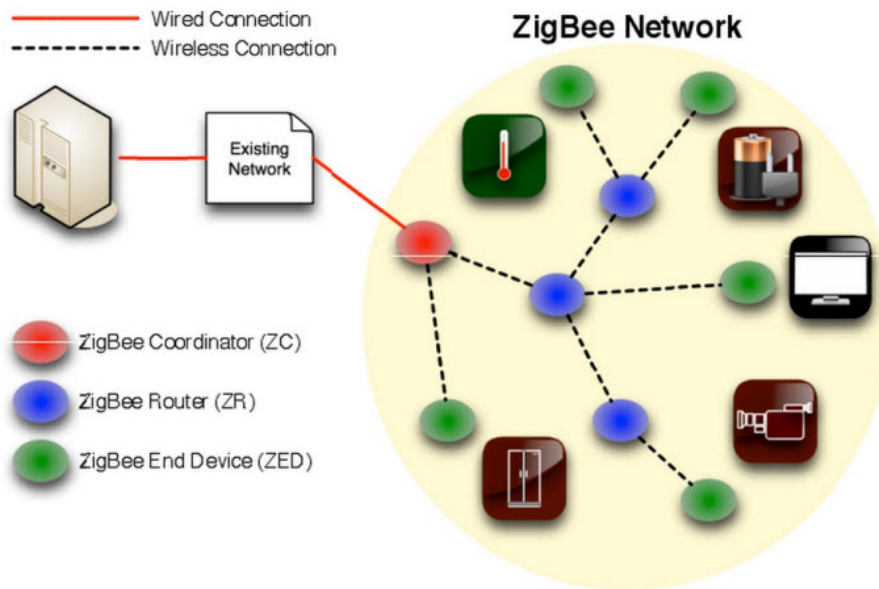 Wired Connection
Wireless Connection
ZigBee Network
Existing
Network
ZigBee Coordinator (ZC)
ZigBee Router (ZR)
ZigBee End Device (ZED)